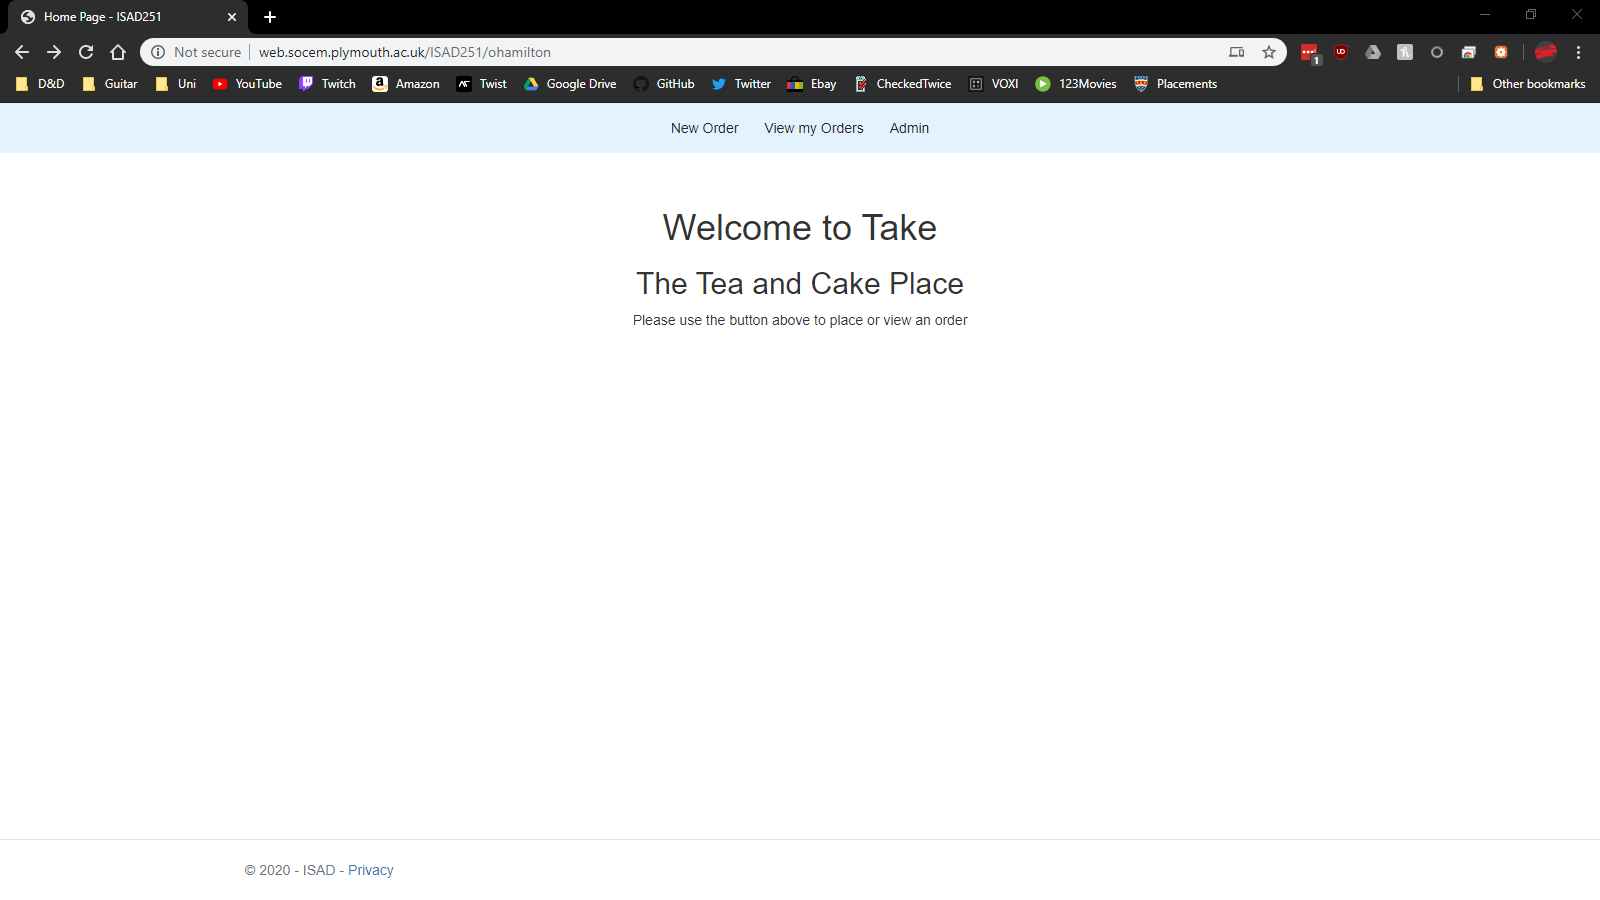 Home Page - ISAD251
Not secure web.socem.plymouth.ac.uk/ISAD251/ohamilton
1
D&D Guitar Uni YouTube Twitch Amazon Twist Google Drive GitHub Twitter Ebay CheckedTwice VOXI 123Movies Placements Other bookmarks
New Order View my Orders Admin
Welcome to Take
The Tea and Cake Place
Please use the button above to place or view an order
© 2020 - ISAD - Privacy